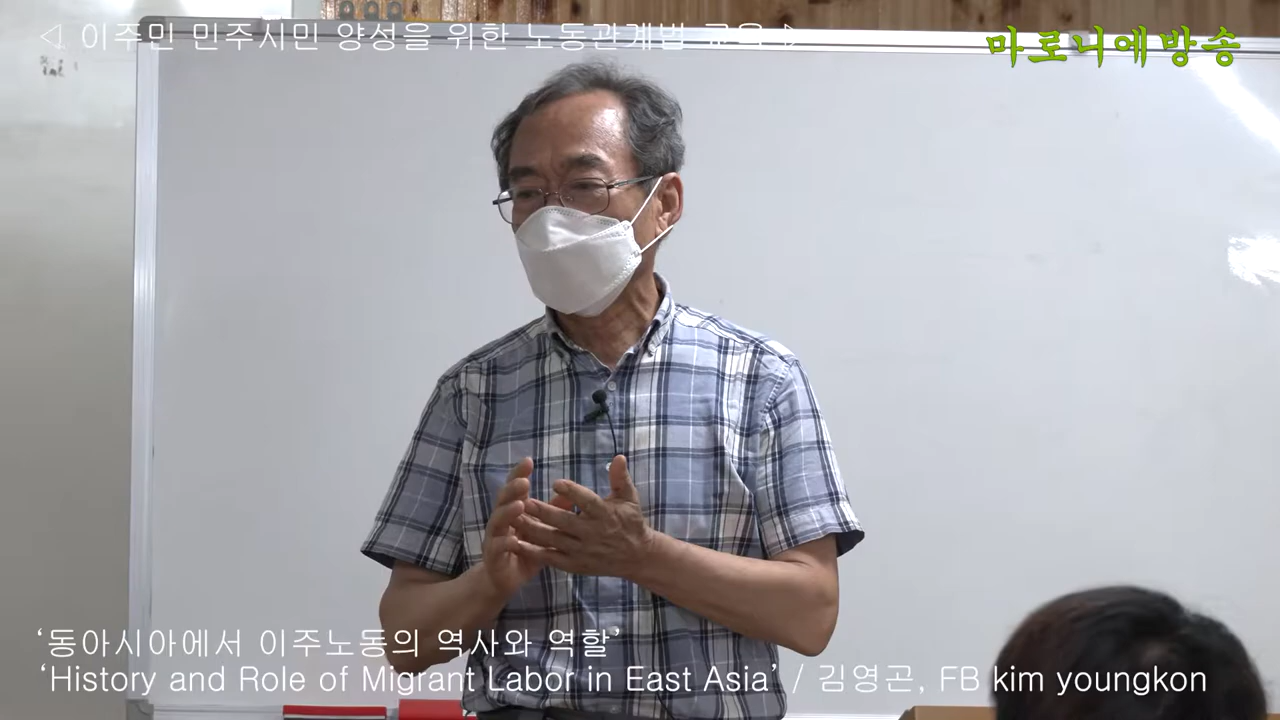 ◁ 이주민 민주시민 양성을 위한 노동관계법 교육 ▷
마로니에방송
‘동아시아에서 이주노동의 역사와 역할’
‘History and Role of Migrant Labor in East Asia’ / 김영곤, FB kim youngkon